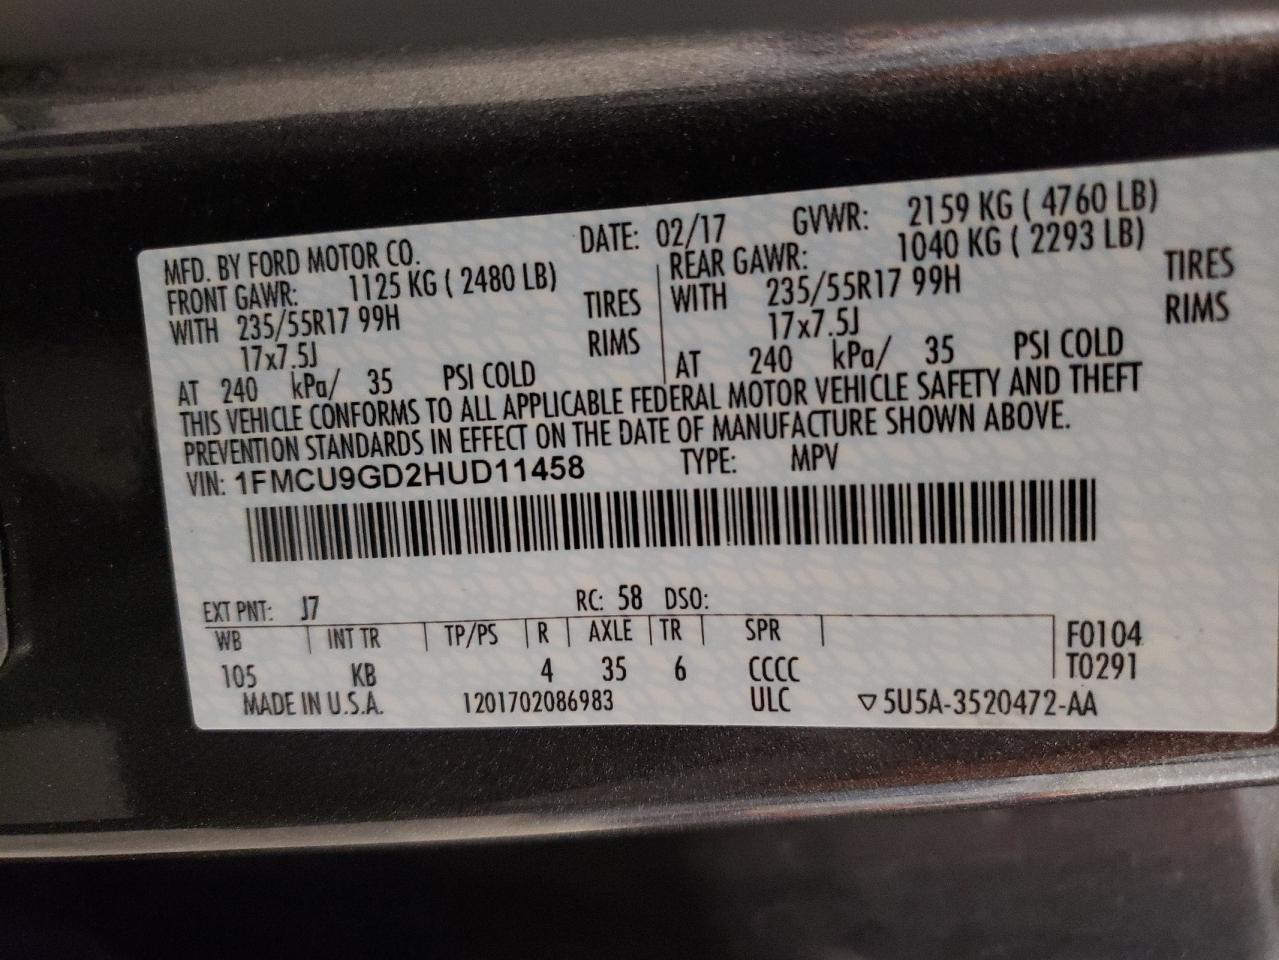 MFD. BY FORD MOTOR CO. DATE: 02/17 GVWR: 2159 KG ( 4760 LB)
FRONT GAWR: 1125 KG ( 2480 LB) REAR GAWR: 1040 KG ( 2293 LB)
WITH 235/55R17 99H TIRES WITH 235/55R17 99H TIRES
17x7.5J RIMS 17x7.5J RIMS
AT 240 kPa/ 35 PSI COLD AT 240 kPa/ 35 PSI COLD
THIS VEHICLE CONFORMS TO ALL APPLICABLE FEDERAL MOTOR VEHICLE SAFETY AND THEFT
PREVENTION STANDARDS IN EFFECT ON THE DATE OF MANUFACTURE SHOWN ABOVE.
VIN: 1FMCU9GD2HUD11458 TYPE: MPV
EXT PNT: J7 RC: 58 DSO:
WB INT TR TP/PS R AXLE TR SPR F0104
105 KB 4 35 6 CCCC T0291
MADE IN U.S.A. 1201702086983 ULC ▽5U5A-3520472-AA